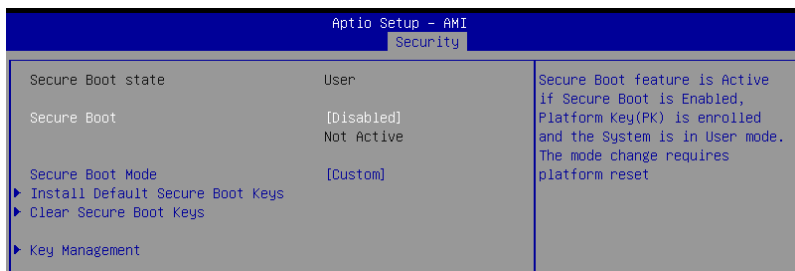 Aptio Setup – AMI
Security
Secure Boot state User
Secure Boot [Disabled]
Not Active
Secure Boot Mode [Custom]
Install Default Secure Boot Keys
Clear Secure Boot Keys
Key Management
Secure Boot feature is Active
if Secure Boot is Enabled,
Platform Key(PK) is enrolled
and the System is in User mode.
The mode change requires
platform reset